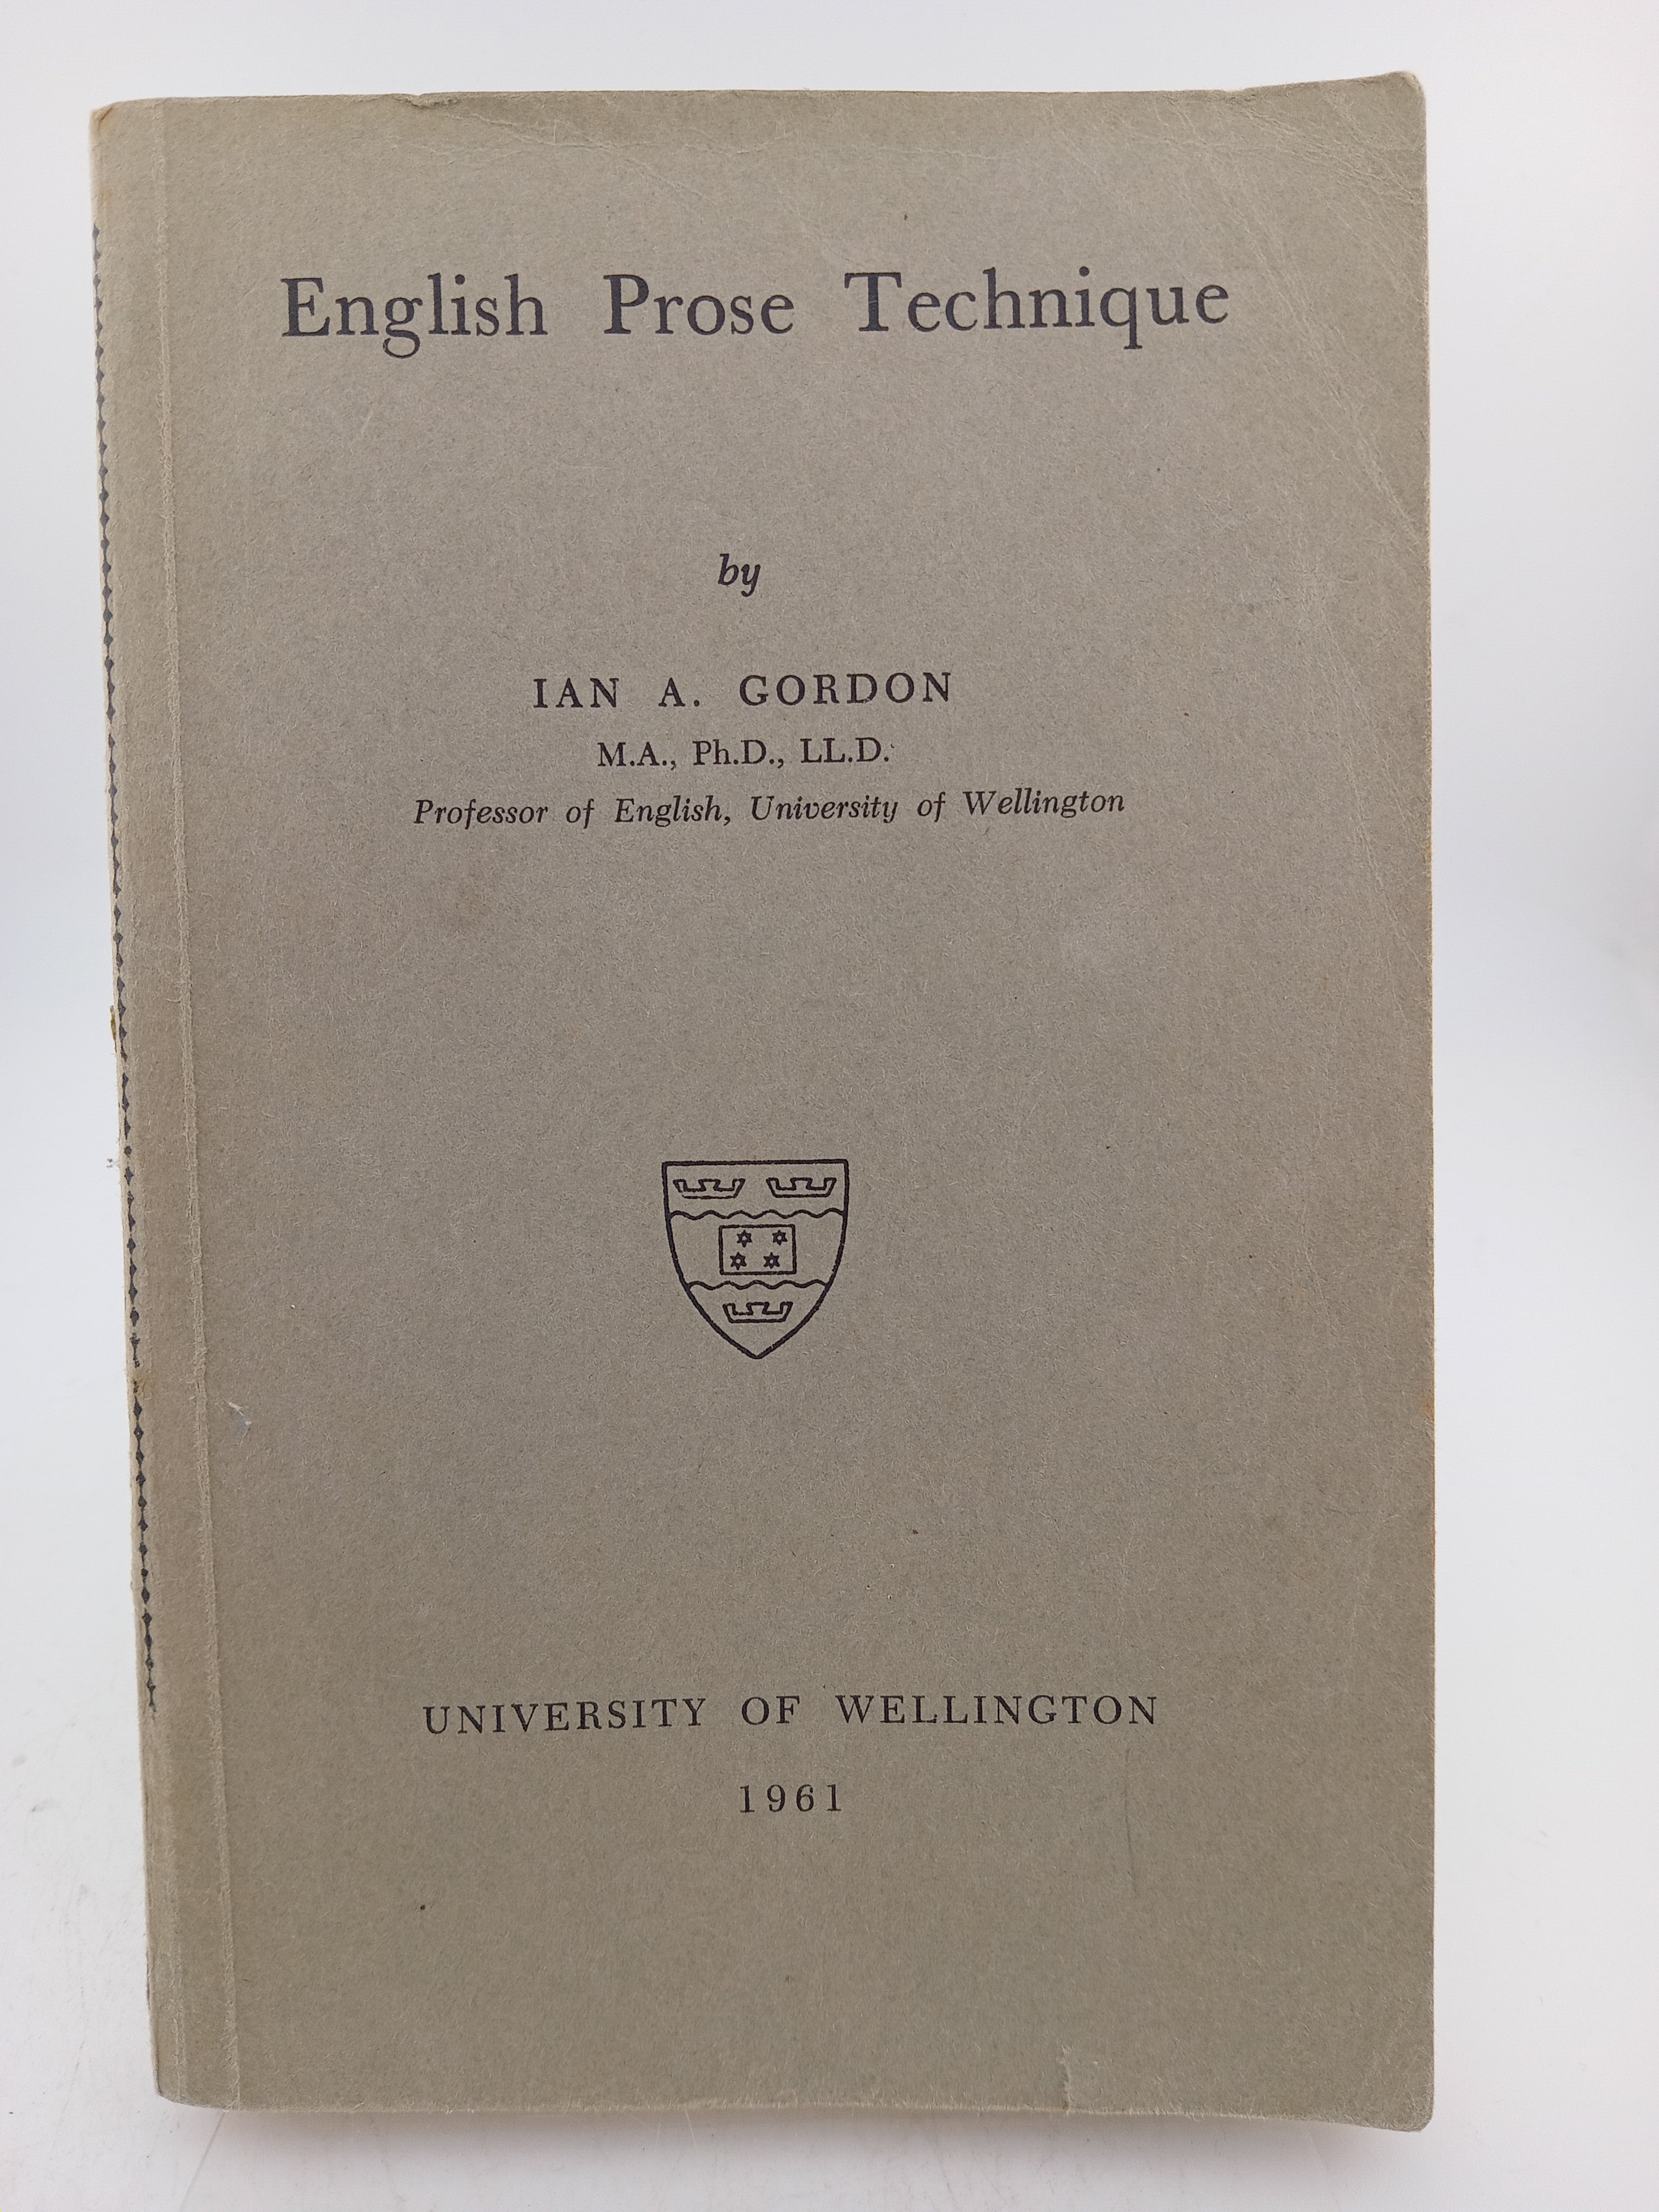 English Prose Technique
by
IAN A. GORDON
M.A., Ph.D., LL.D.
Professor of English, University of Wellington
UNIVERSITY OF WELLINGTON
1961